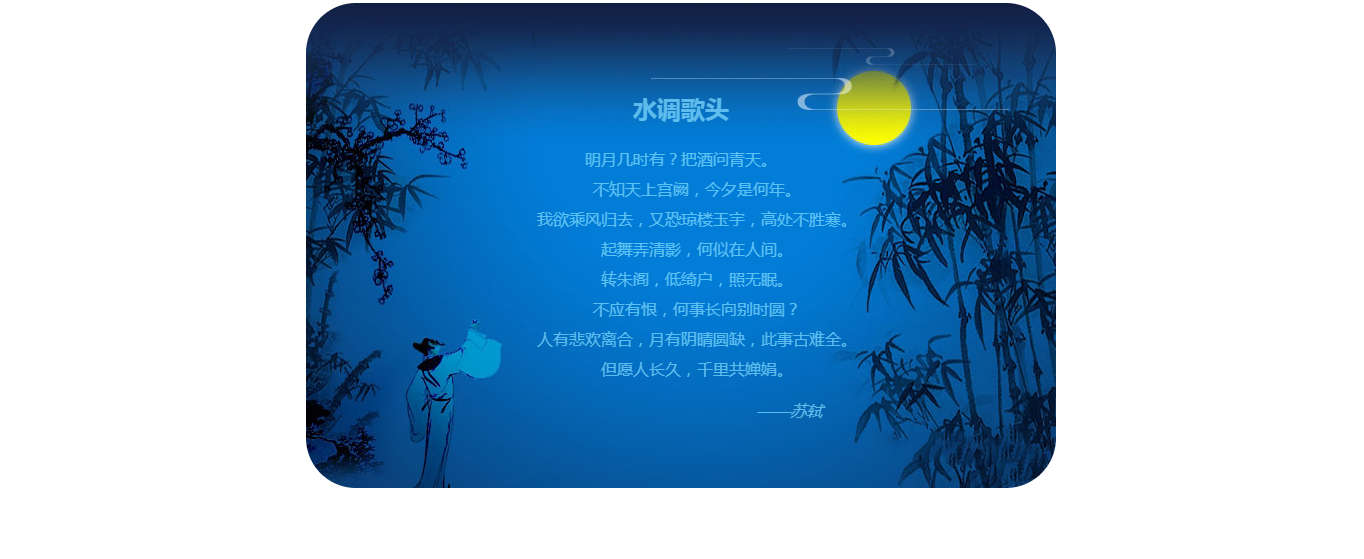 水调歌头
明月几时有？把酒问青天。
不知天上宫阙，今夕是何年。
我欲乘风归去，又恐琼楼玉宇，高处不胜寒。
起舞弄清影，何似在人间。
转朱阁，低绮户，照无眠。
不应有恨，何事长向别时圆？
人有悲欢离合，月有阴晴圆缺，此事古难全。
但愿人长久，千里共婵娟。
——苏轼